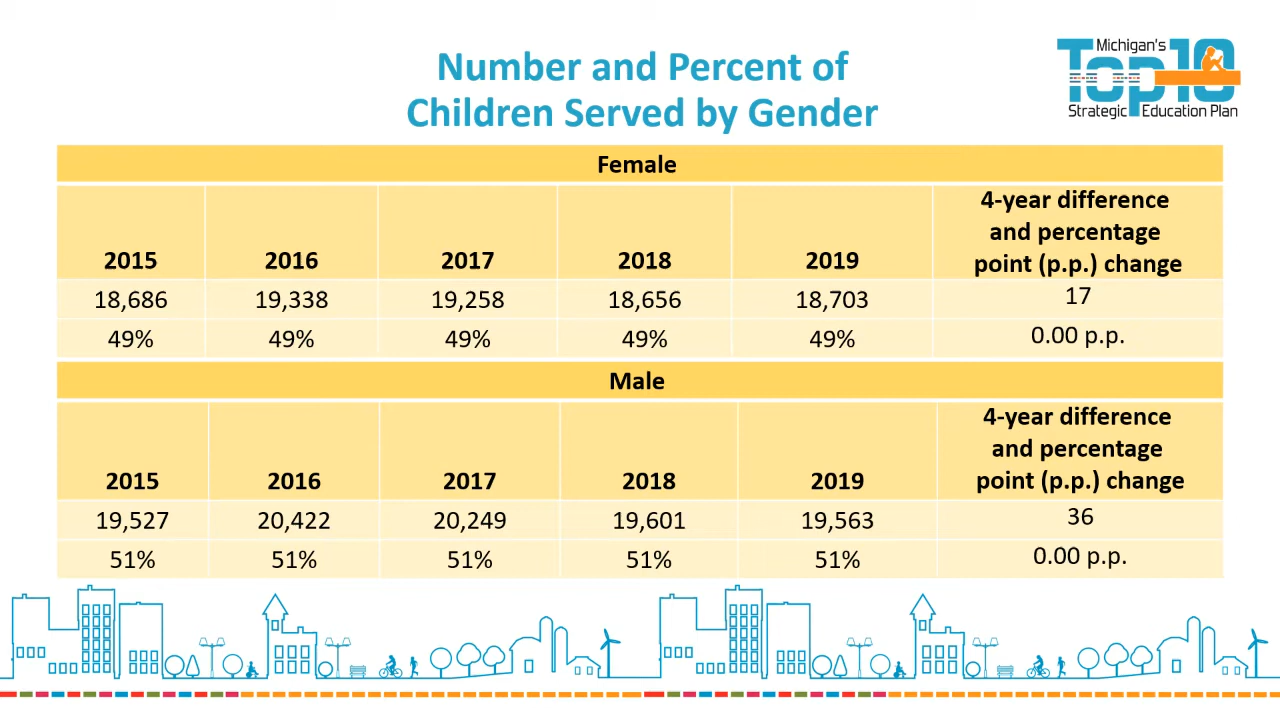 Number and Percent of
Children Served by Gender
Michigan's
Top 10
Strategic Education Plan
Female
2015 2016 2017 2018 2019 4-year difference and percentage point (p.p.) change
18,686 19,338 19,258 18,656 18,703 17
49% 49% 49% 49% 49% 0.00 p.p.
Male
2015 2016 2017 2018 2019 4-year difference and percentage point (p.p.) change
19,527 20,422 20,249 19,601 19,563 36
51% 51% 51% 51% 51% 0.00 p.p.